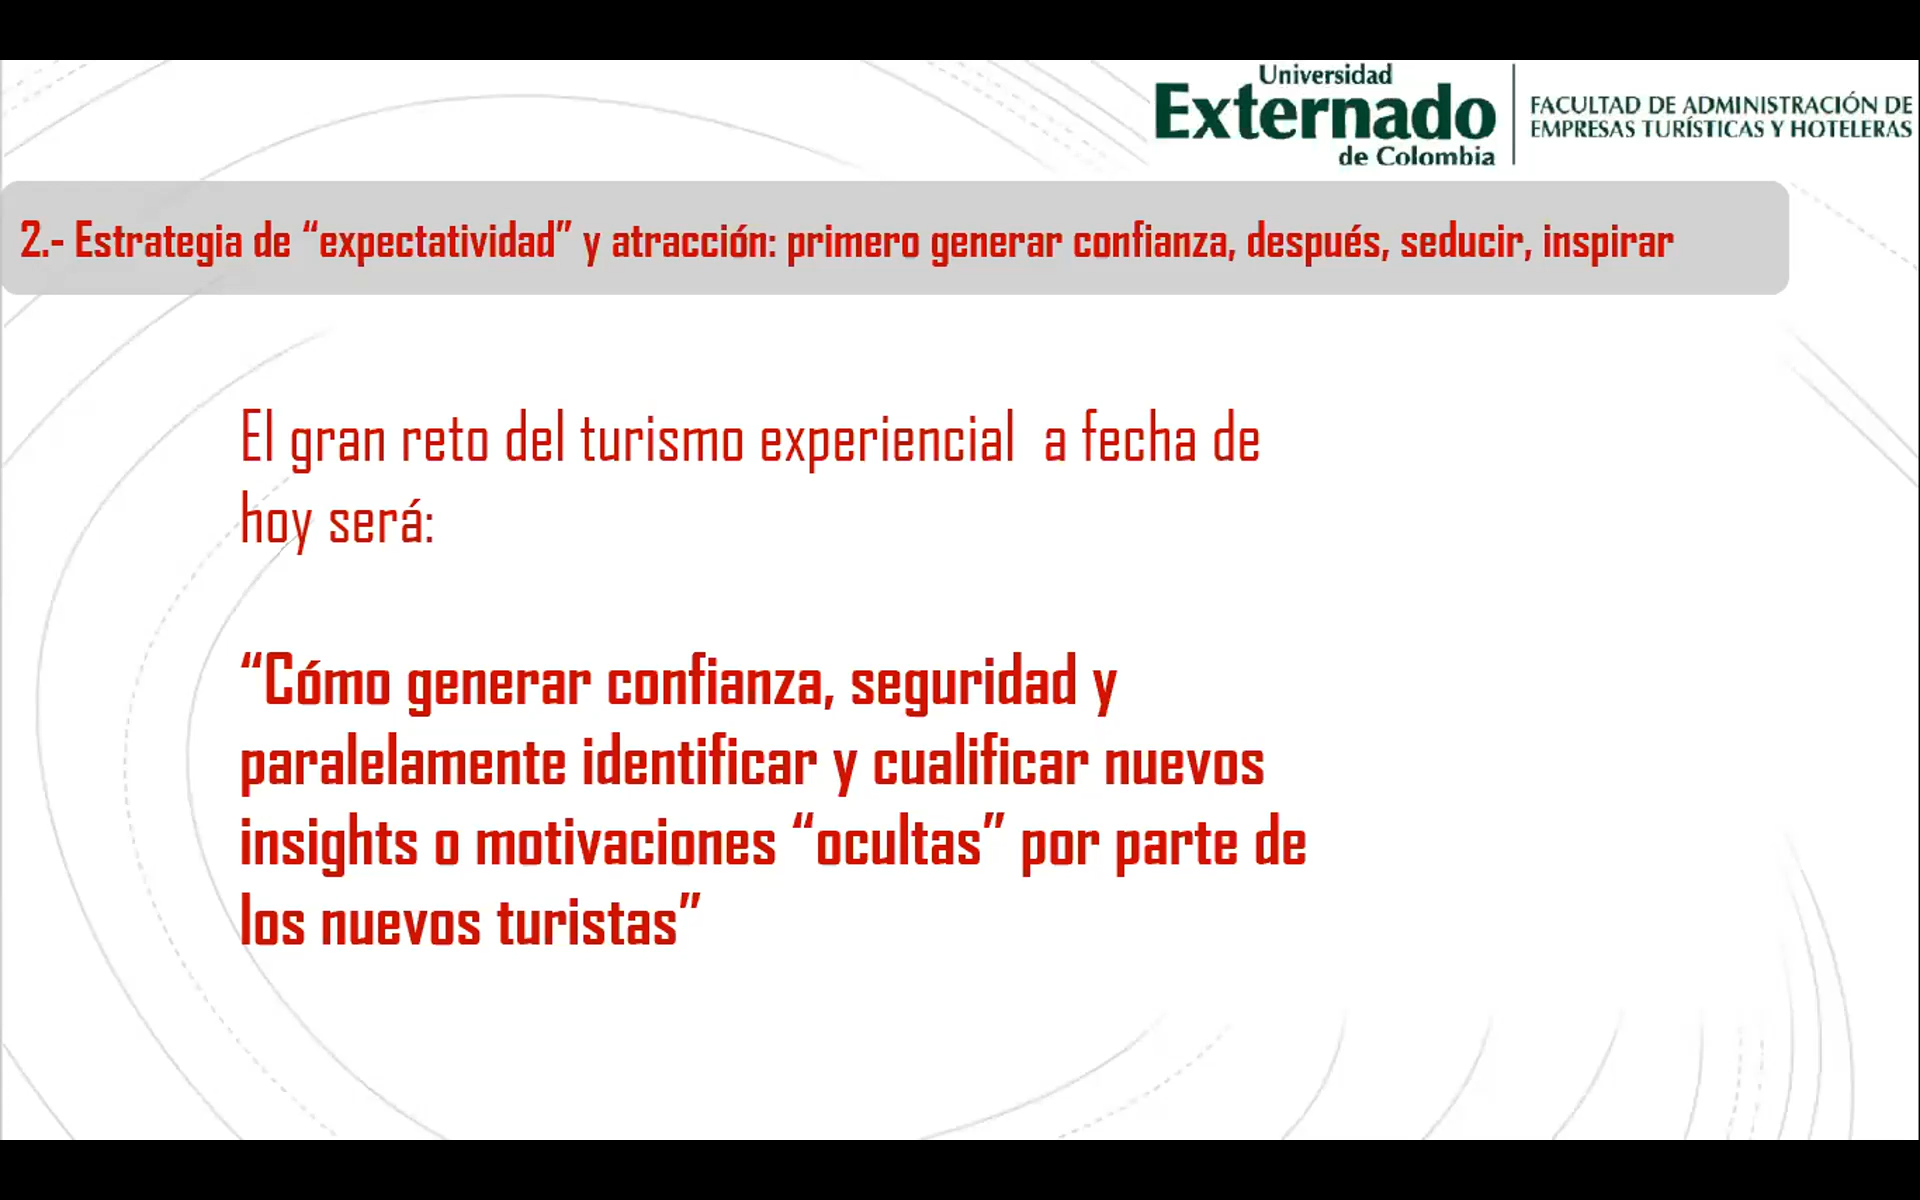 Universidad
Externado
de Colombia
FACULTAD DE ADMINISTRACIÓN DE
EMPRESAS TURÍSTICAS Y HOTELERAS
2.- Estrategia de “expectatividad” y atracción: primero generar confianza, después, seducir, inspirar
El gran reto del turismo experiencial a fecha de
hoy será:
“Cómo generar confianza, seguridad y
paralelamente identificar y cualificar nuevos
insights o motivaciones “ocultas” por parte de
los nuevos turistas”